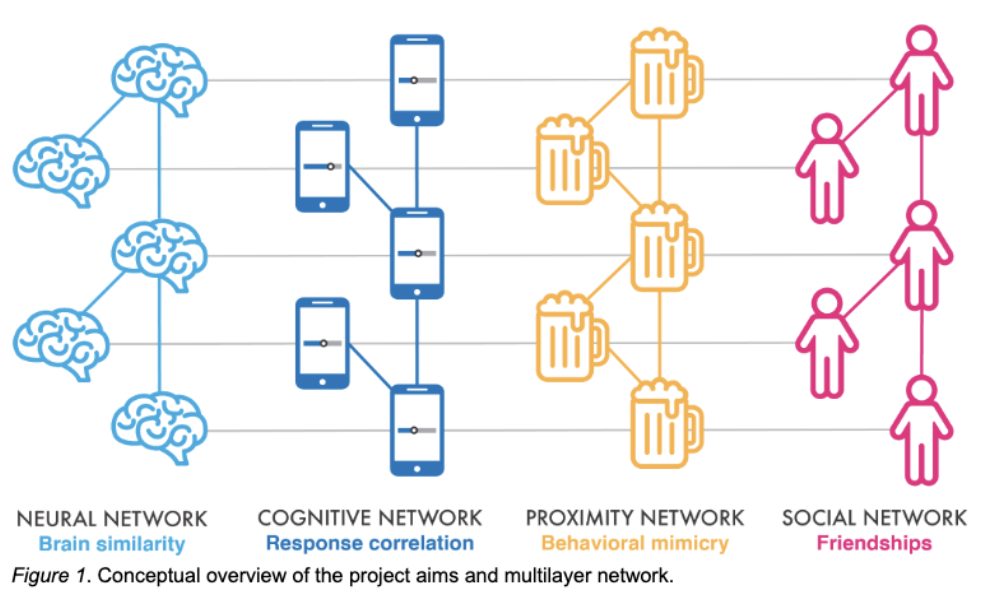 NEURAL NETWORK
Brain similarity
COGNITIVE NETWORK
Response correlation
PROXIMITY NETWORK
Behavioral mimicry
SOCIAL NETWORK
Friendships
Figure 1. Conceptual overview of the project aims and multilayer network.